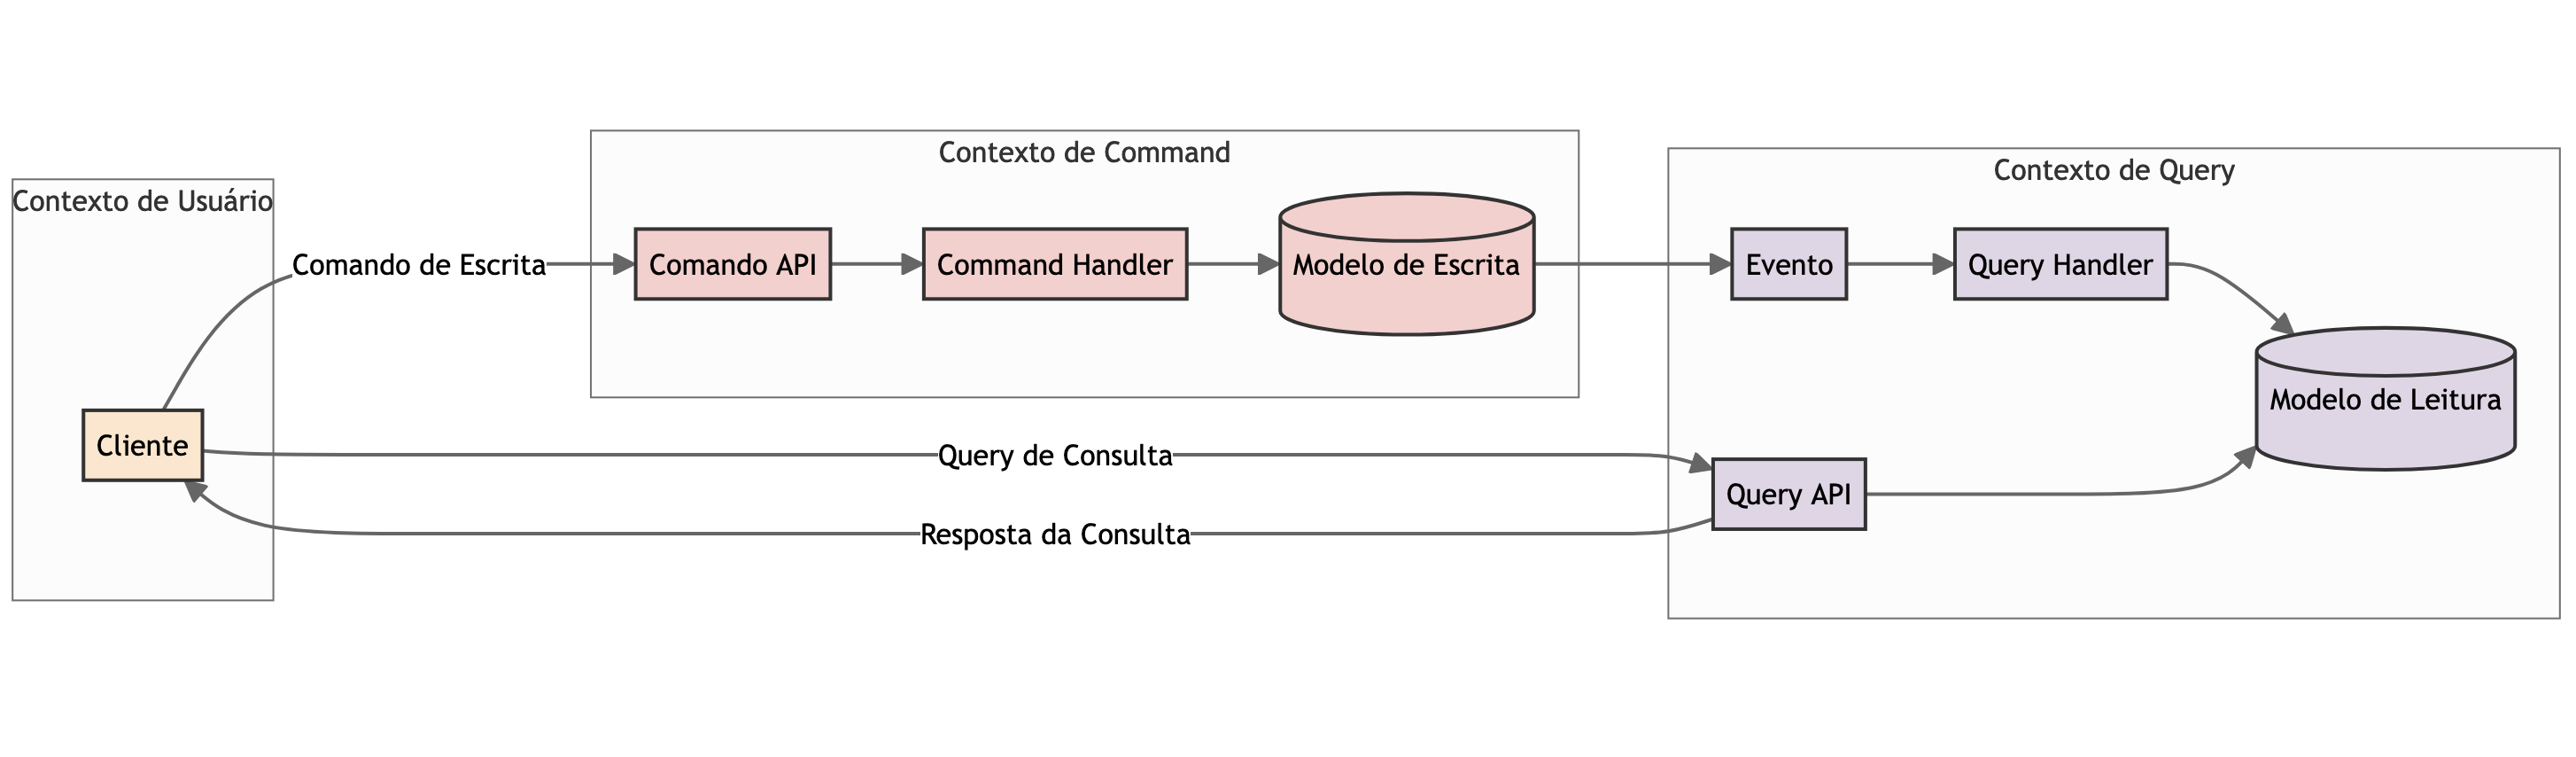 Contexto de Usuário
Cliente
Comando de Escrita
Contexto de Command
Comando API
Command Handler
Modelo de Escrita
Contexto de Query
Evento
Query Handler
Modelo de Leitura
Query de Consulta
Query API
Resposta da Consulta